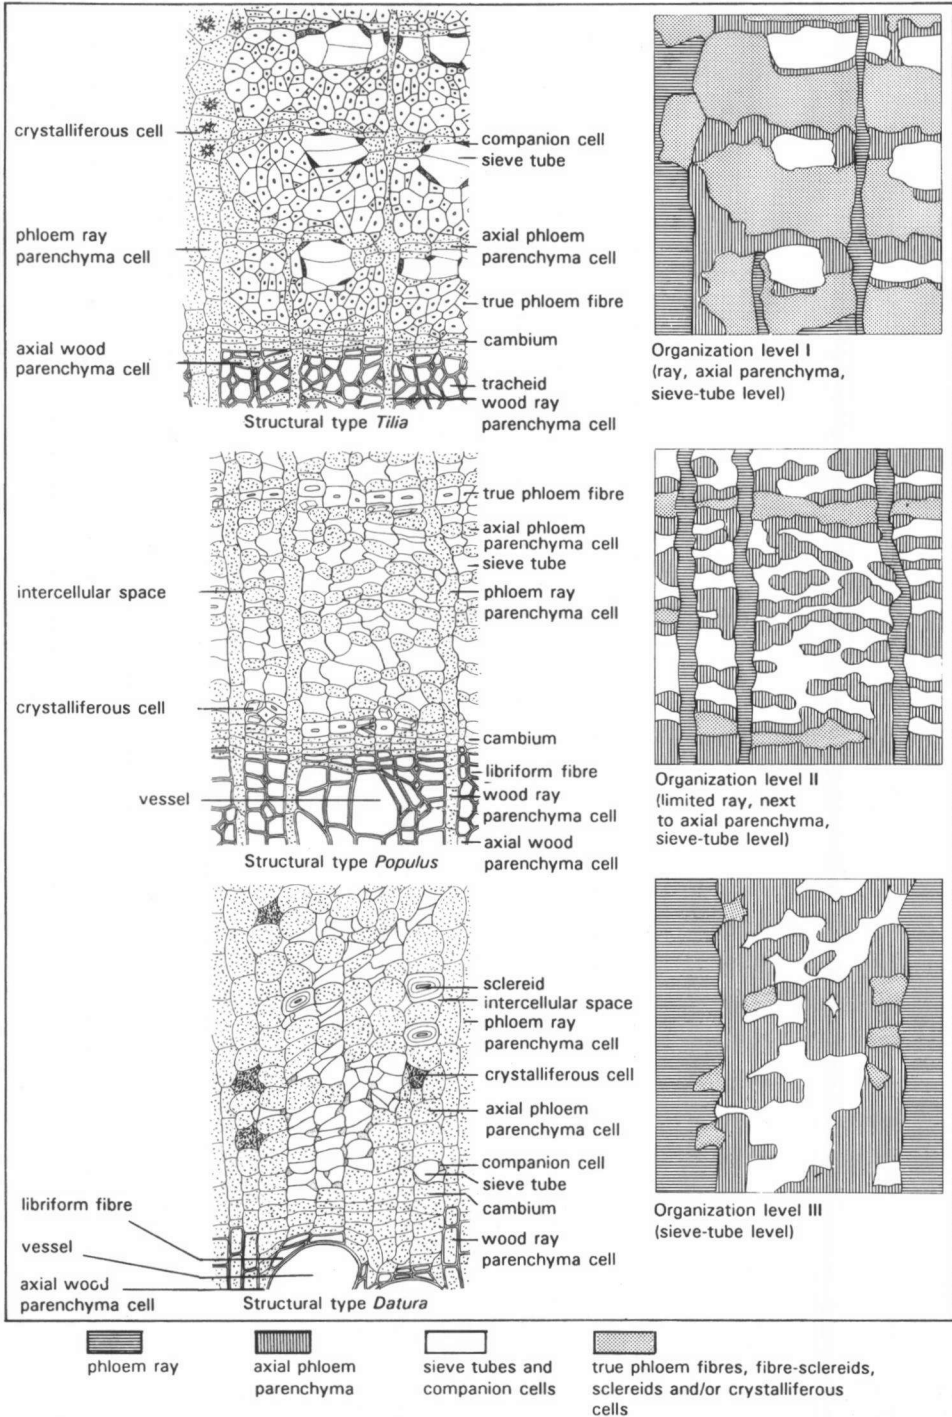 crystalliferous cell
phloem ray
parenchyma cell
axial wood
parenchyma cell
companion cell
sieve tube
axial phloem
parenchyma cell
true phloem fibre
cambium
tracheid
wood ray
parenchyma cell
Structural type Tilia
Organization level I
(ray, axial parenchyma,
sieve-tube level)
intercellular space
crystalliferous cell
vessel
true phloem fibre
axial phloem
parenchyma cell
sieve tube
phloem ray
parenchyma cell
cambium
libriform fibre
wood ray
parenchyma cell
axial wood
parenchyma cell
Structural type Populus
Organization level II
(limited ray, next
to axial parenchyma,
sieve-tube level)
libriform fibre
vessel
axial wood
parenchyma cell
sclereid
intercellular space
phloem ray
parenchyma cell
crystalliferous cell
axial phloem
parenchyma cell
companion cell
sieve tube
cambium
wood ray
parenchyma cell
Structural type Datura
Organization level III
(sieve-tube level)
phloem ray
axial phloem
parenchyma
sieve tubes and
companion cells
true phloem fibres, fibre-sclereids,
sclereids and/or crystalliferous
cells